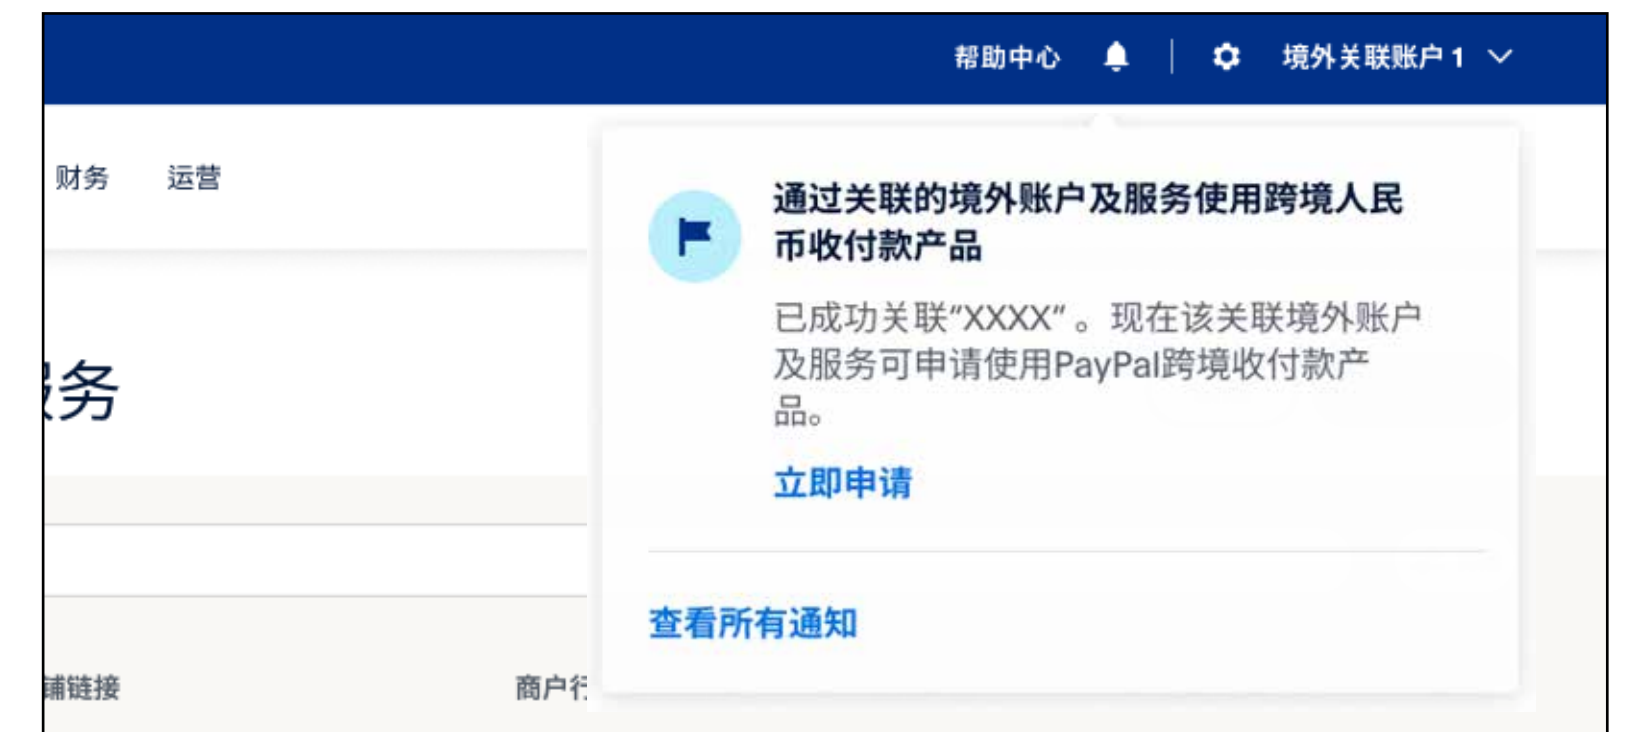 帮助中心 境外关联账户 1
财务 运营
通过关联的境外账户及服务使用跨境人民
币收付款产品
已成功关联"XXXX" 。现在该关联境外账户
及服务可申请使用PayPal跨境收付款产
品。
务
立即申请
查看所有通知
铺链接 商户行